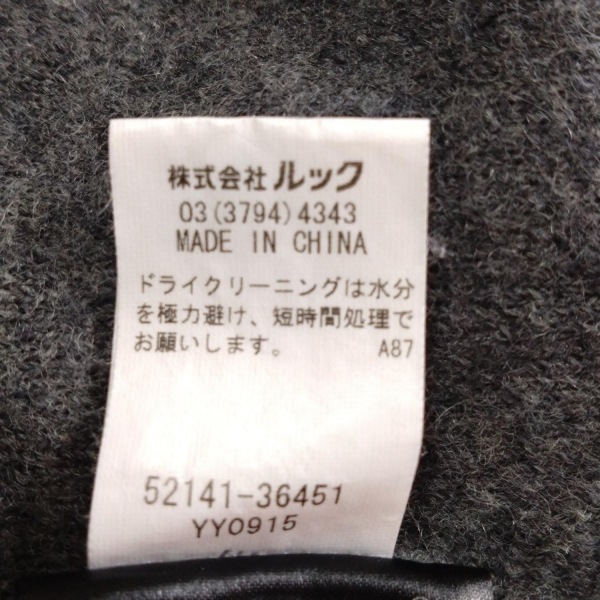 株式会社 ルック
03(3794)4343
MADE IN CHINA
ドライクリーニングは水分
を極力避け、短時間処理で
お願いします。 A87
52141-36451
YY0915